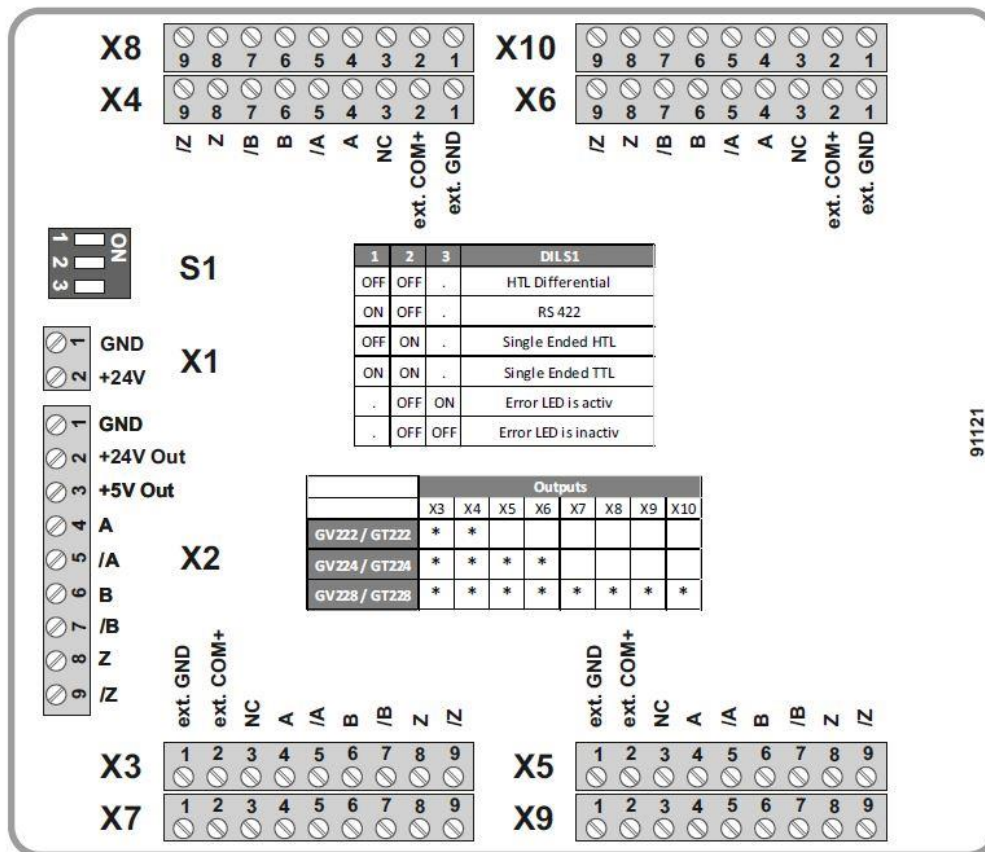 X8 9 8 7 6 5 4 3 2 1
X10 9 8 7 6 5 4 3 2 1
X4 9 8 7 6 5 4 3 2 1
X6 9 8 7 6 5 4 3 2 1
/Z Z /B B /A A NC ext. COM+ ext. GND
/Z Z /B B /A A NC ext. COM+ ext. GND
1 2 3 ON
S1
1 2 3 DIL S1
OFF OFF . HTL Differential
ON OFF . RS 422
OFF ON . Single Ended HTL
ON ON . Single Ended TTL
. OFF ON Error LED is activ
. OFF OFF Error LED is inactiv
X1
1 GND
2 +24V
X2
1 GND
2 +24V Out
3 +5V Out
4 A
5 /A
6 B
7 /B
8 Z
9 /Z
91121
Outputs
X3 X4 X5 X6 X7 X8 X9 X10
GV222 / GT222 * *
GV224 / GT224 * * * *
GV228 / GT228 * * * * * * * *
ext. GND ext. COM+ NC A /A B /B Z /Z
ext. GND ext. COM+ NC A /A B /B Z /Z
X3 1 2 3 4 5 6 7 8 9
X5 1 2 3 4 5 6 7 8 9
X7 1 2 3 4 5 6 7 8 9
X9 1 2 3 4 5 6 7 8 9